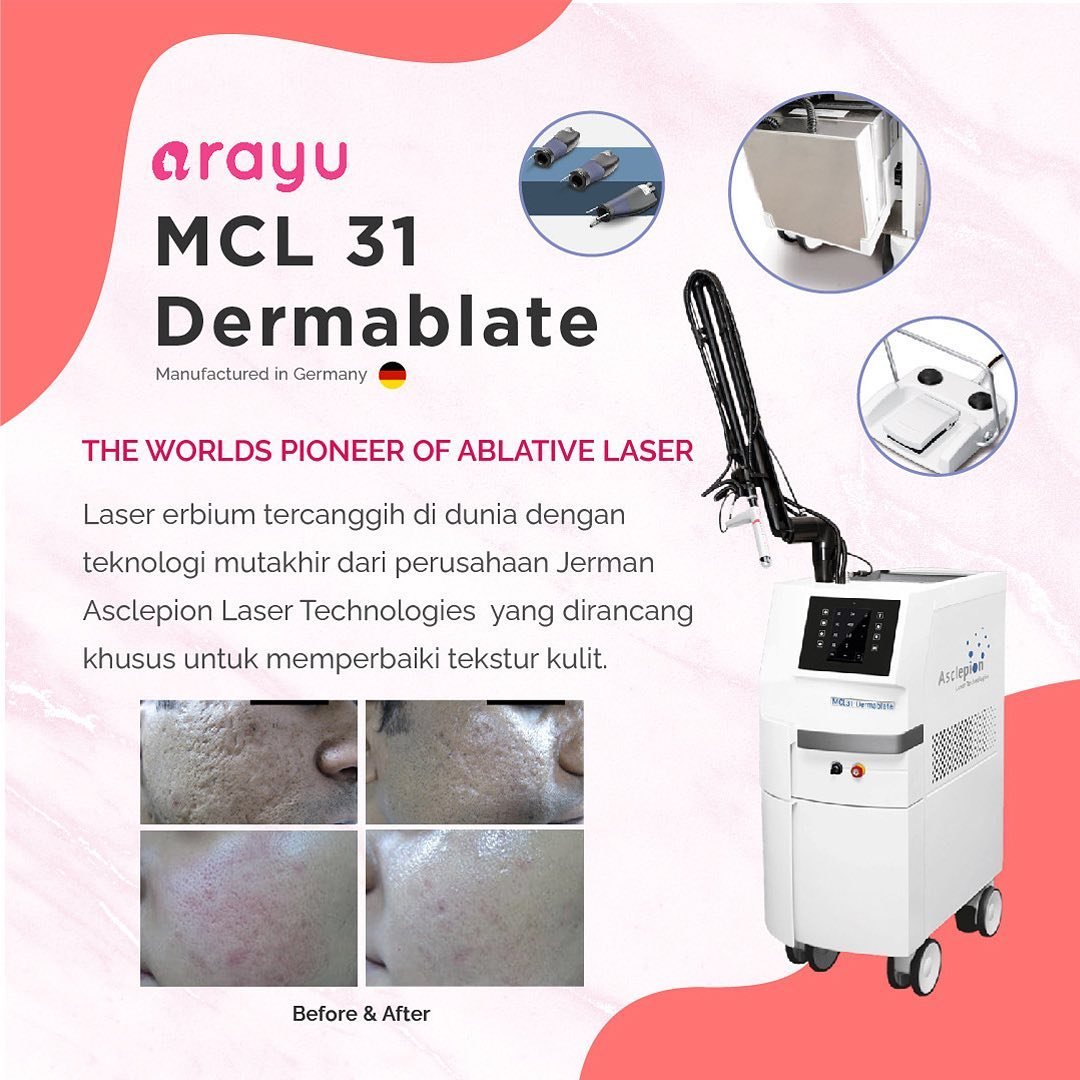 arayu
MCL 31
Dermablate
Manufactured in Germany
THE WORLDS PIONEER OF ABLATIVE LASER
Laser erbium tercanggih di dunia dengan
teknologi mutakhir dari perusahaan Jerman
Asclepion Laser Technologies yang dirancang
khusus untuk memperbaiki tekstur kulit.
Asclepion
Laser Technologies
MCL31 Dermablate
Before & After